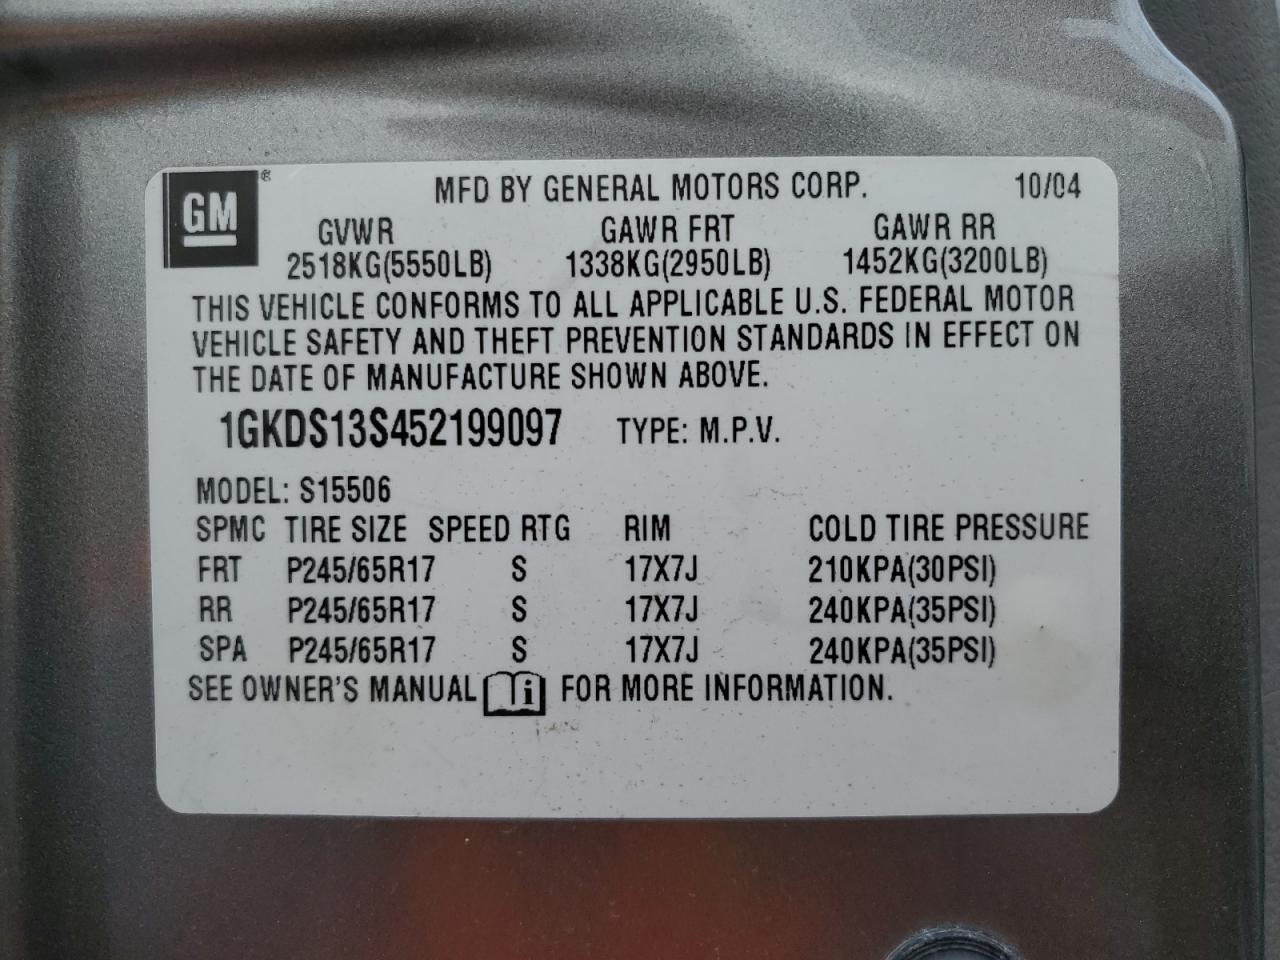 GM ® MFD BY GENERAL MOTORS CORP. 10/04
GVWR GAWR FRT GAWR RR
2518KG(5550LB) 1338KG(2950LB) 1452KG(3200LB)
THIS VEHICLE CONFORMS TO ALL APPLICABLE U.S. FEDERAL MOTOR
VEHICLE SAFETY AND THEFT PREVENTION STANDARDS IN EFFECT ON
THE DATE OF MANUFACTURE SHOWN ABOVE.
1GKDS13S452199097 TYPE: M.P.V.
MODEL: S15506
SPMC TIRE SIZE SPEED RTG RIM COLD TIRE PRESSURE
FRT P245/65R17 S 17X7J 210KPA(30PSI)
RR P245/65R17 S 17X7J 240KPA(35PSI)
SPA P245/65R17 S 17X7J 240KPA(35PSI)
SEE OWNER'S MANUAL i FOR MORE INFORMATION.